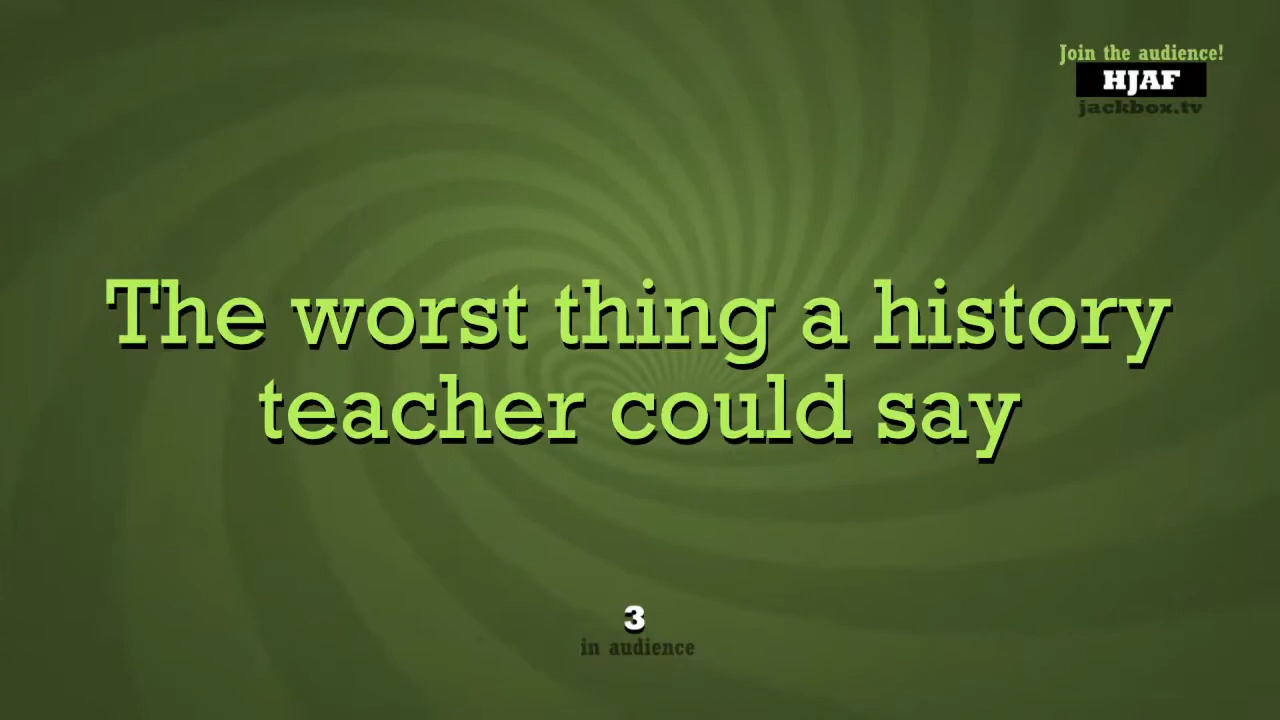 Join the audience!
HJAF
jackbox.tv
The worst thing a history
teacher could say
3
in audience